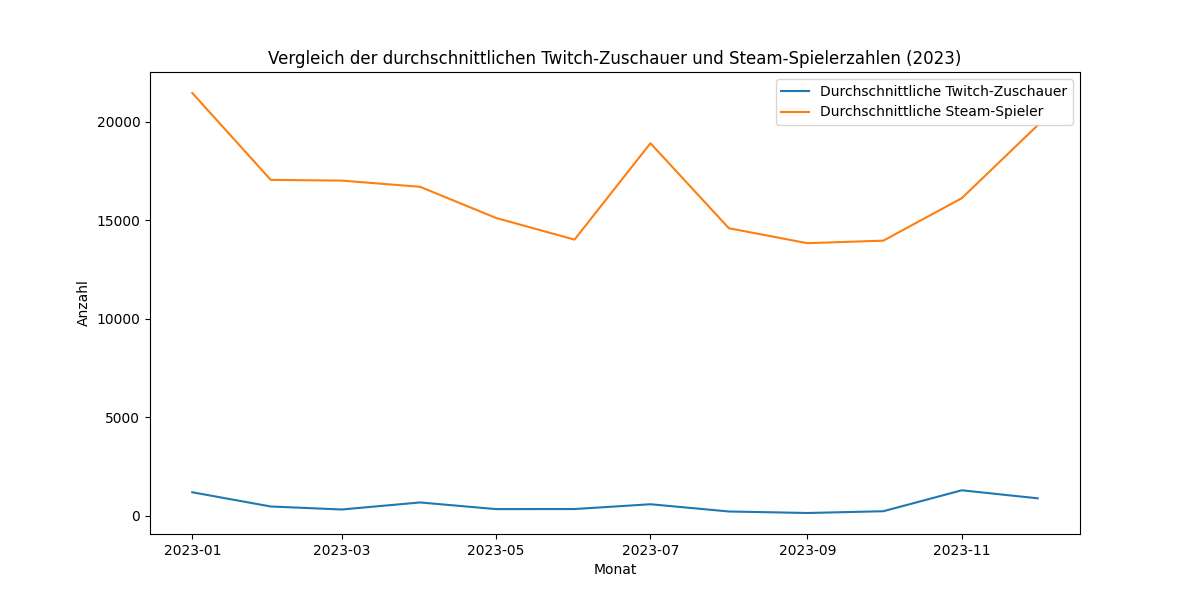 Vergleich der durchschnittlichen Twitch-Zuschauer und Steam-Spielerzahlen (2023)
Durchschnittliche Twitch-Zuschauer
Durchschnittliche Steam-Spieler
Anzahl
20000
15000
10000
5000
0
2023-01 2023-03 2023-05 2023-07 2023-09 2023-11
Monat